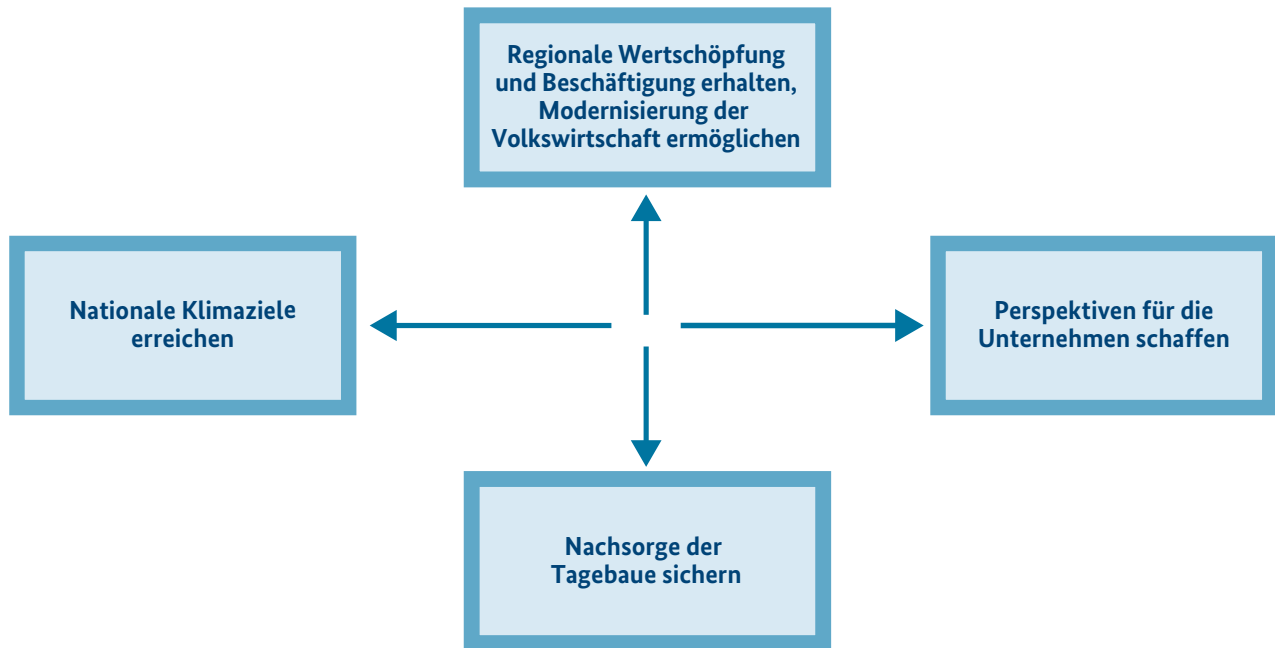 Regionale Wertschöpfung
und Beschäftigung erhalten,
Modernisierung der
Volkswirtschaft ermöglichen
Nationale Klimaziele
erreichen
Perspektiven für die
Unternehmen schaffen
Nachsorge der
Tagebaue sichern